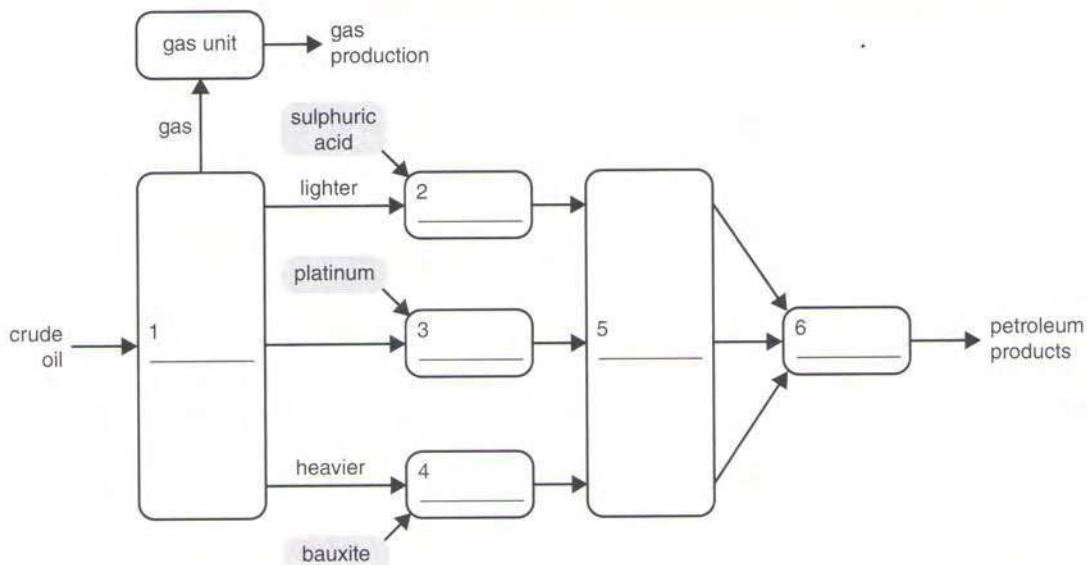 gas unit
gas
production
gas
sulphuric
acid
lighter
2
platinum
crude
oil
1
3
5
6
petroleum
products
heavier
4
bauxite